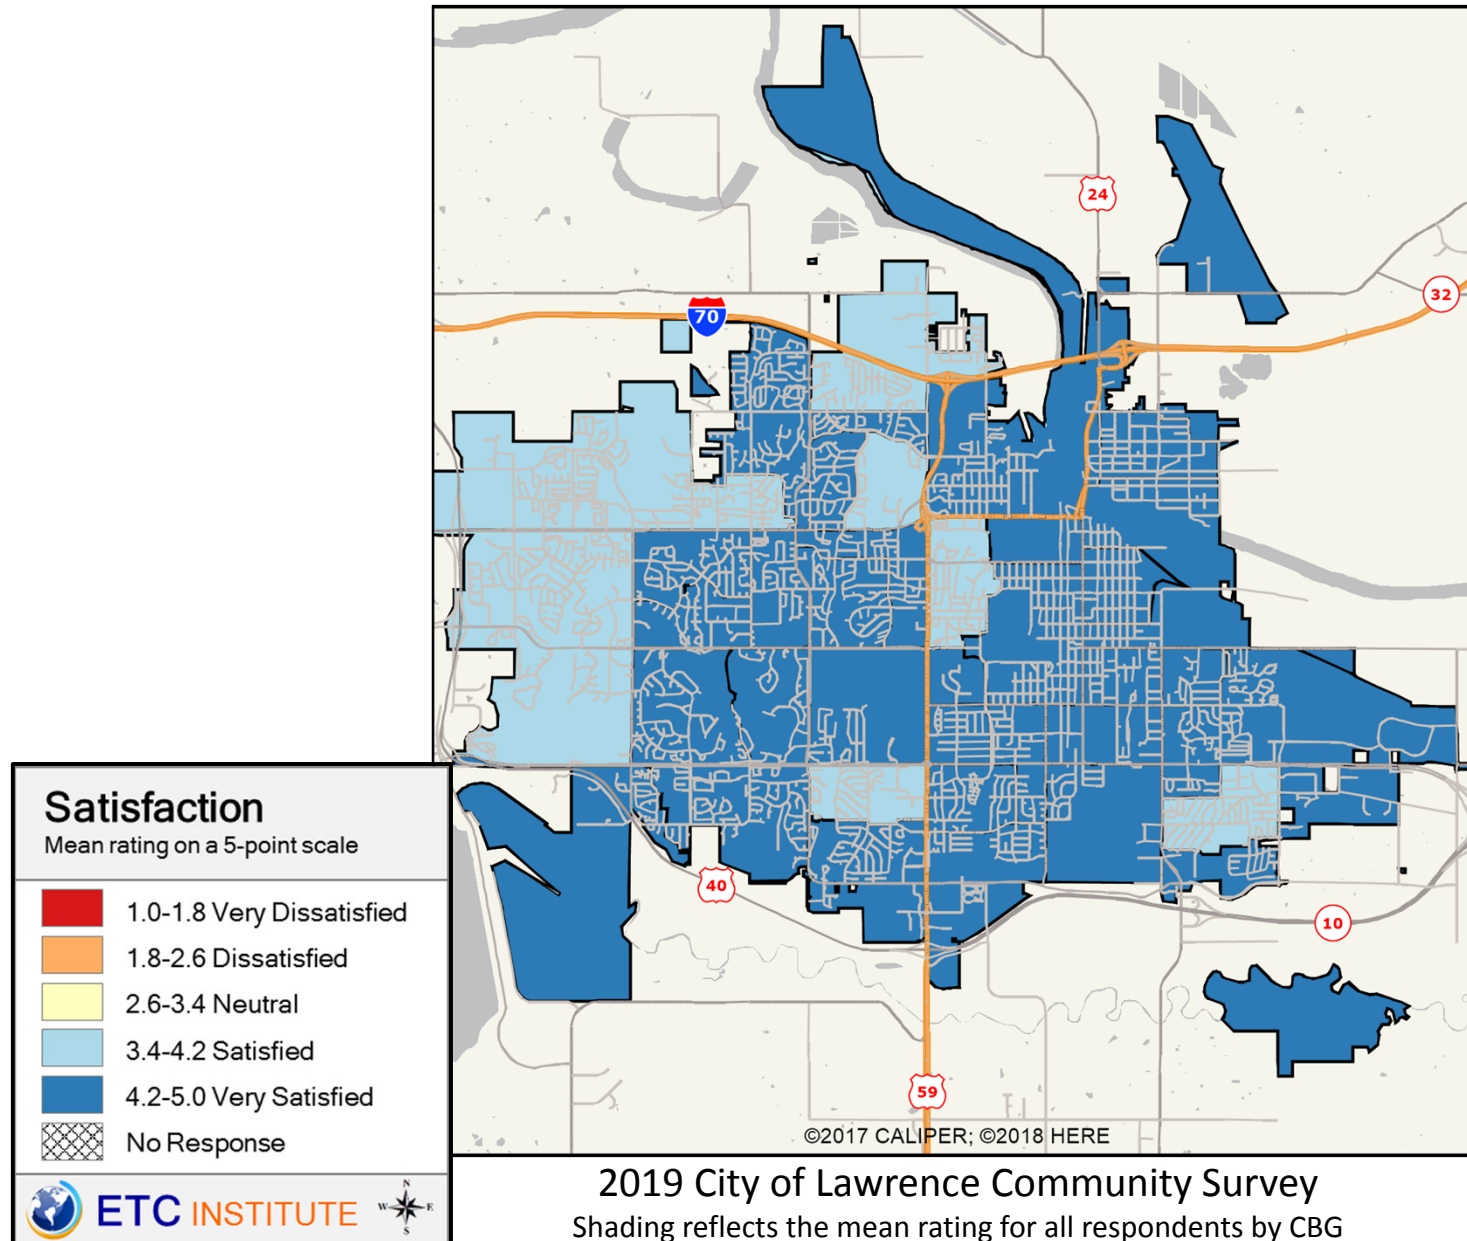 24
32
70
40
10
59
©2017 CALIPER; ©2018 HERE
Satisfaction
Mean rating on a 5-point scale
1.0-1.8 Very Dissatisfied
1.8-2.6 Dissatisfied
2.6-3.4 Neutral
3.4-4.2 Satisfied
4.2-5.0 Very Satisfied
No Response
ETC INSTITUTE
N
W E
S
2019 City of Lawrence Community Survey
Shading reflects the mean rating for all respondents by CBG